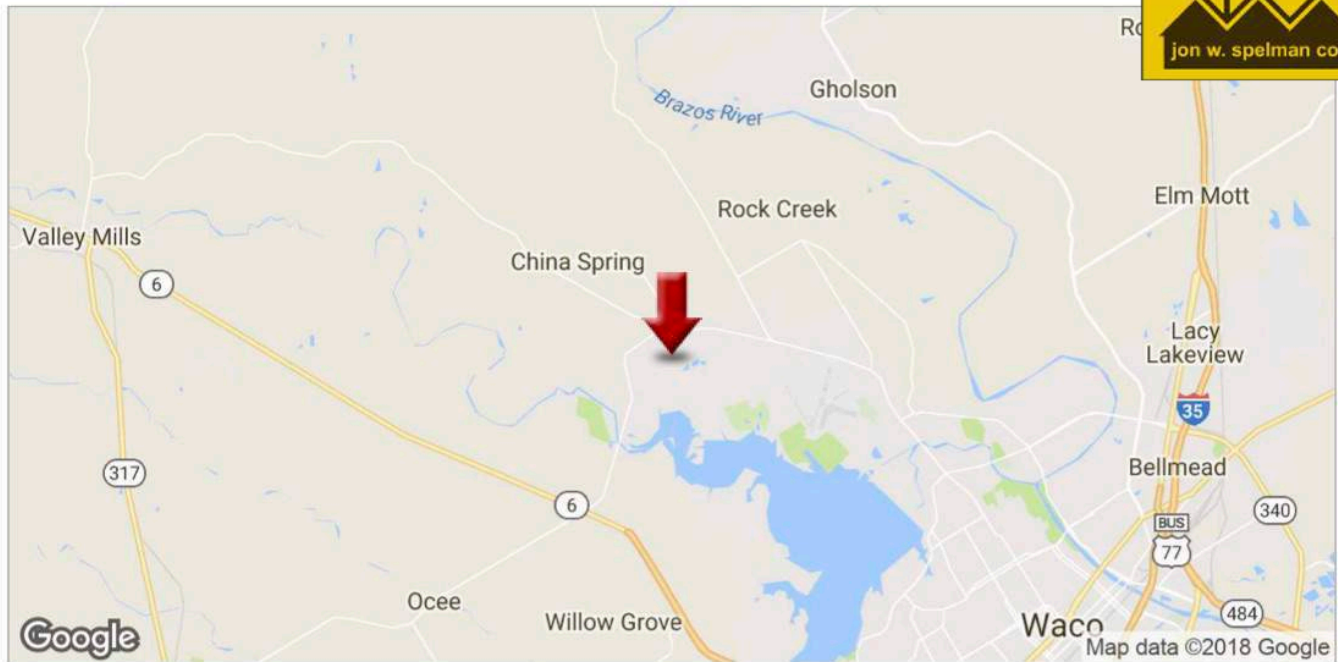 Ro
jon w. spelman co
Gholson
Brazos River
Elm Mott
Rock Creek
Valley Mills
China Spring
6
Lacy
Lakeview
35
317
Bellmead
6
340
BUS
77
Ocee
484
Willow Grove
Waco
Google
Map data ©2018 Google